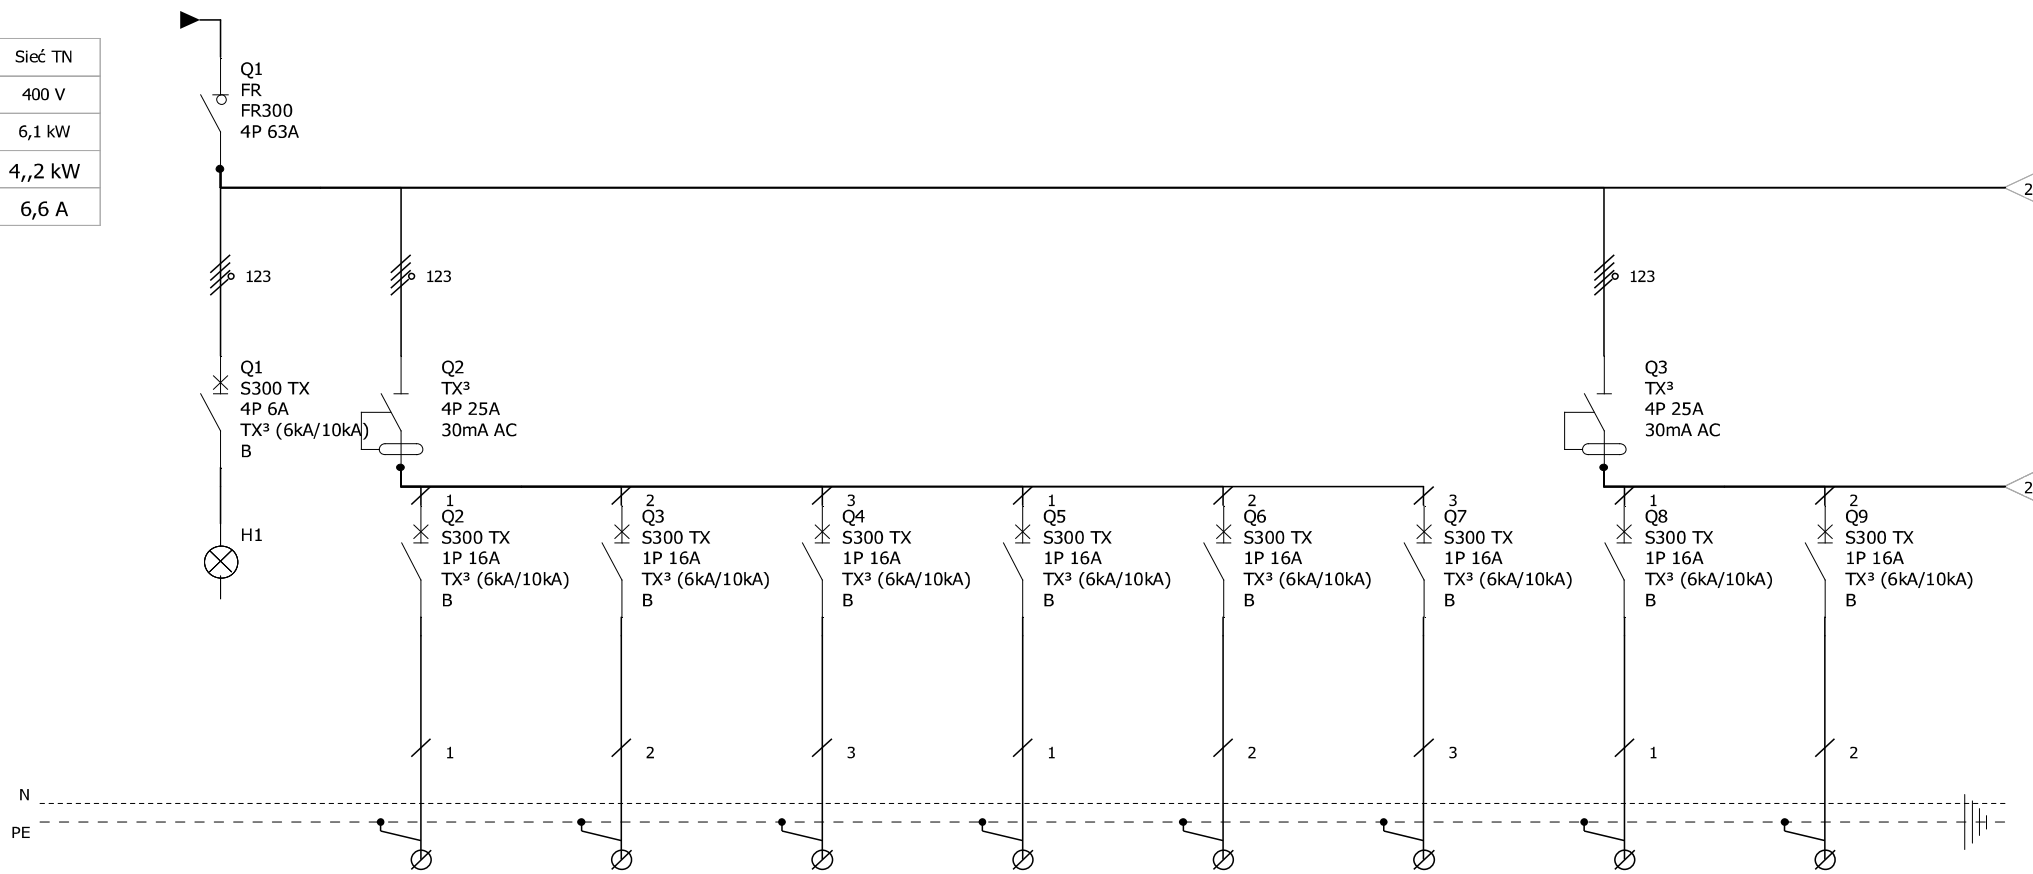 Sieć TN
400 V
6,1 kW
4,,2 kW
6,6 A
Q1
FR
FR300
4P 63A
2
123
123
123
Q1
S300 TX
4P 6A
TX³ (6kA/10kA)
B
Q2
TX³
4P 25A
30mA AC
Q3
TX³
4P 25A
30mA AC
H1
2
1
Q2
S300 TX
1P 16A
TX³ (6kA/10kA)
B
2
Q3
S300 TX
1P 16A
TX³ (6kA/10kA)
B
3
Q4
S300 TX
1P 16A
TX³ (6kA/10kA)
B
1
Q5
S300 TX
1P 16A
TX³ (6kA/10kA)
B
2
Q6
S300 TX
1P 16A
TX³ (6kA/10kA)
B
3
Q7
S300 TX
1P 16A
TX³ (6kA/10kA)
B
1
Q8
S300 TX
1P 16A
TX³ (6kA/10kA)
B
2
Q9
S300 TX
1P 16A
TX³ (6kA/10kA)
B
1
2
3
1
2
3
1
2
N
PE